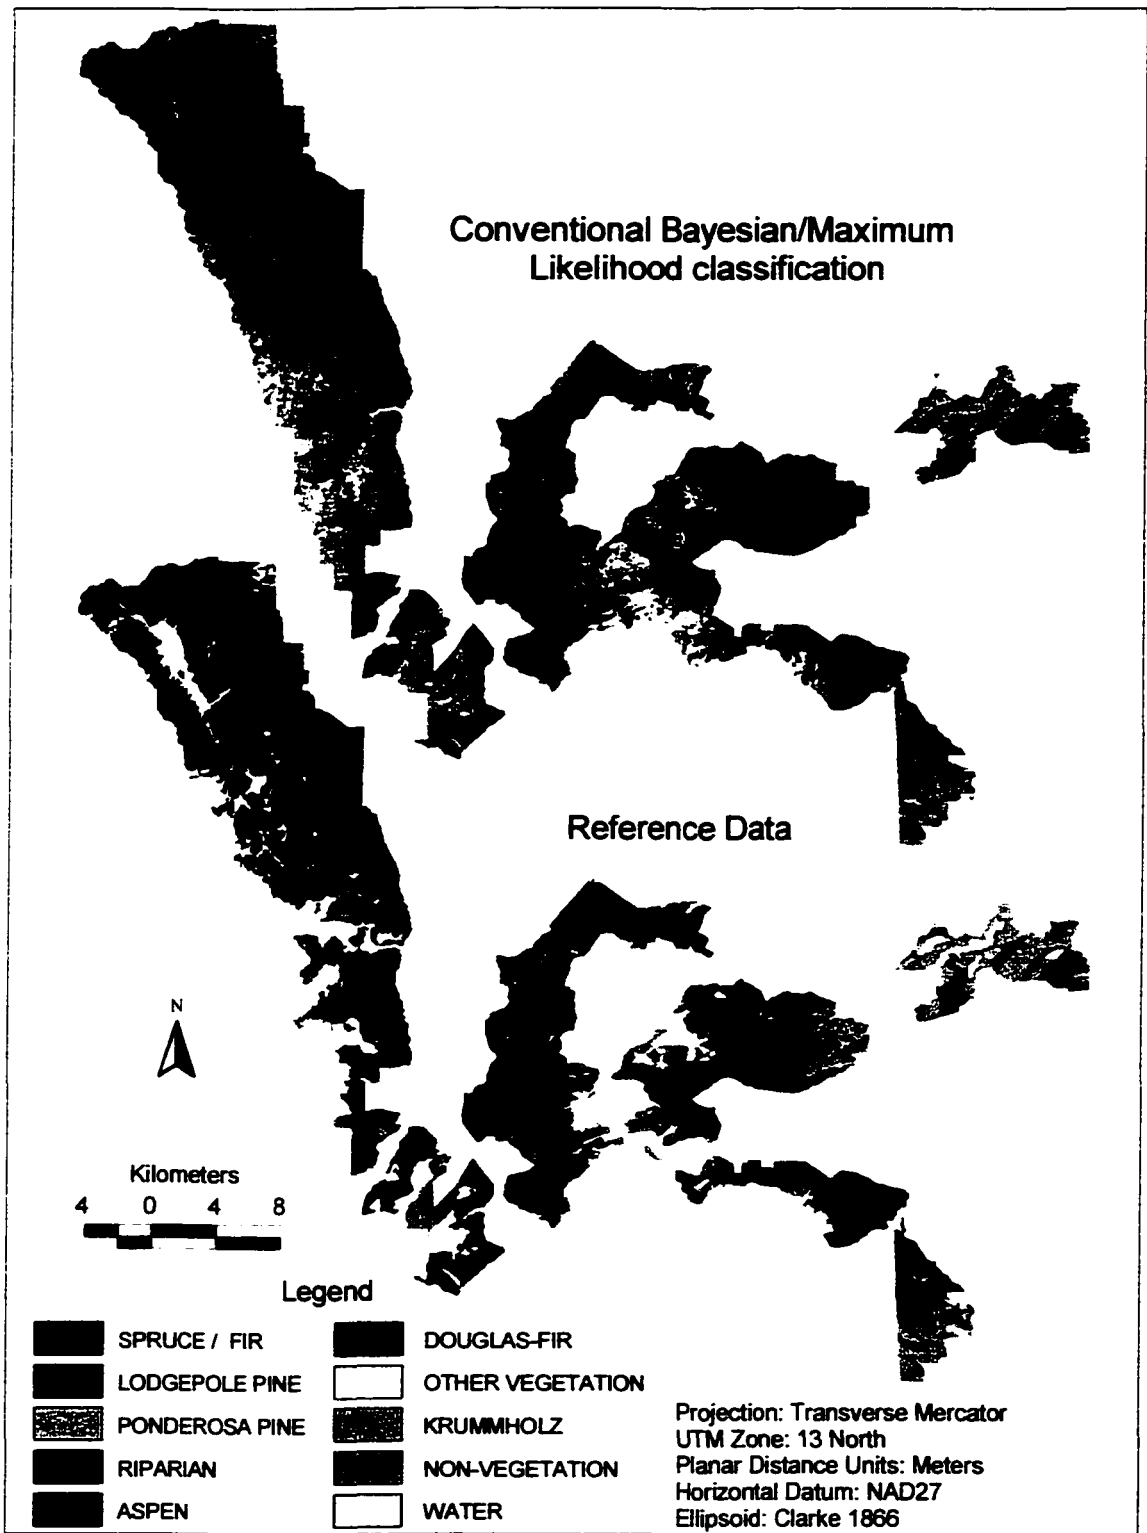 Conventional Bayesian/Maximum
Likelihood classification
Reference Data
N
Kilometers
4 0 4 8
Legend
SPRUCE / FIR
LODGEPOLE PINE
PONDEROSA PINE
RIPARIAN
ASPEN
DOUGLAS-FIR
OTHER VEGETATION
KRUMMHOLZ
NON-VEGETATION
WATER
Projection: Transverse Mercator
UTM Zone: 13 North
Planar Distance Units: Meters
Horizontal Datum: NAD27
Ellipsoid: Clarke 1866